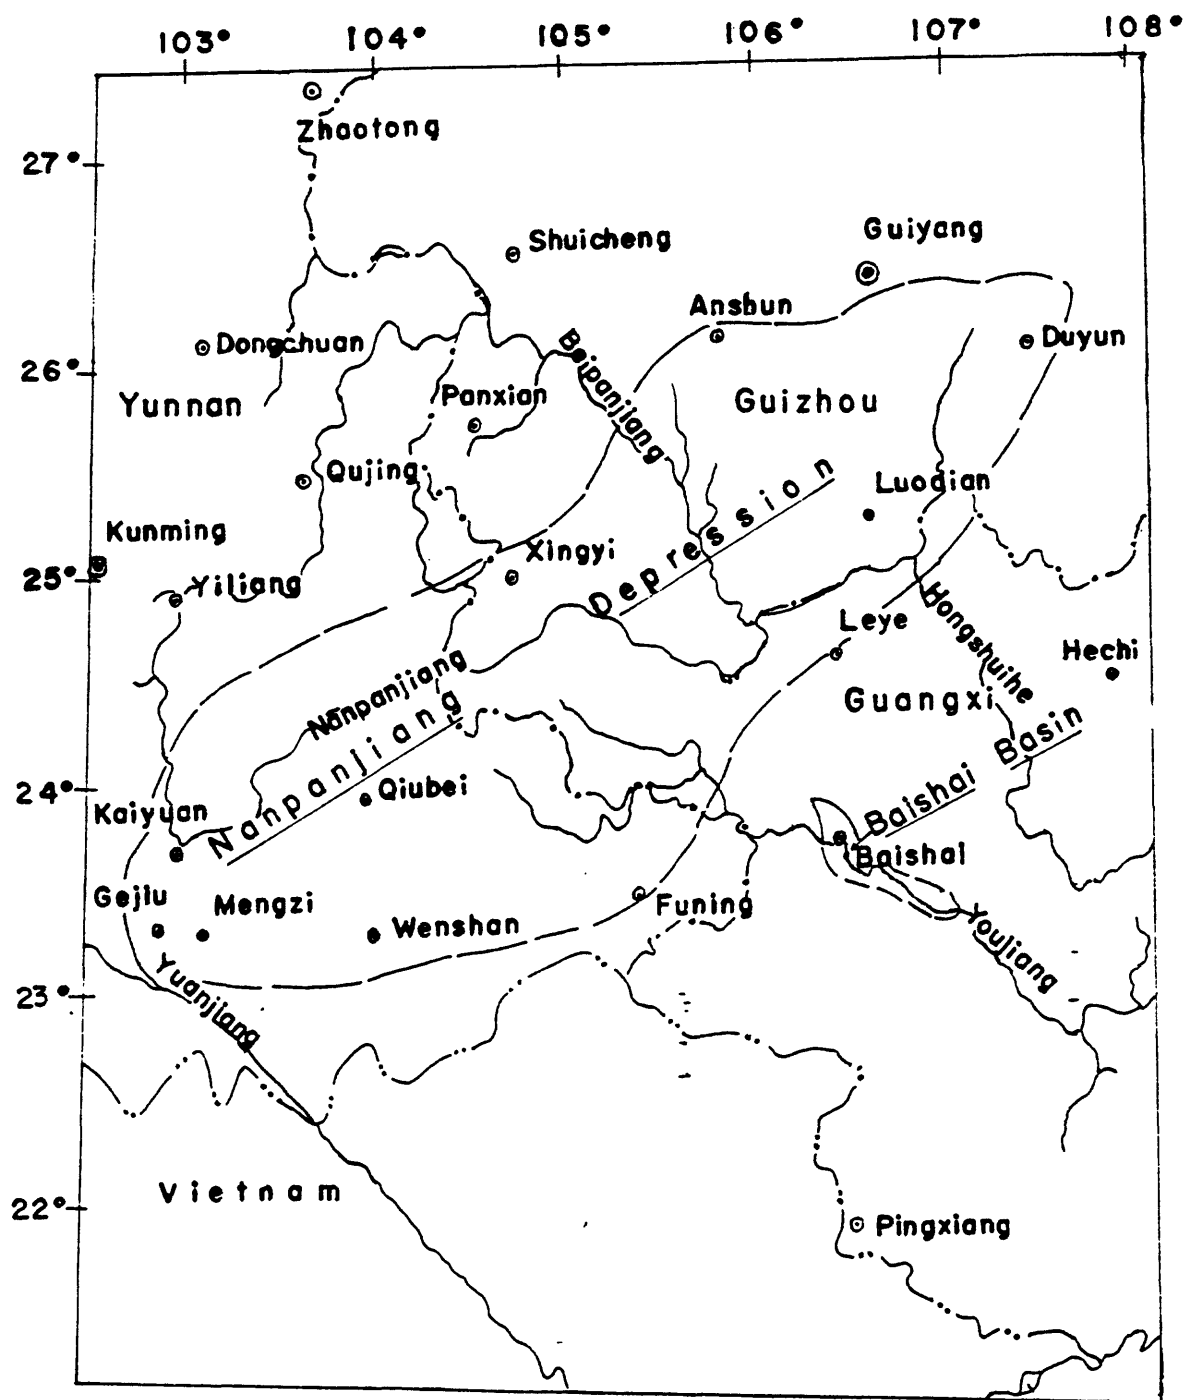 103° 104° 105° 106° 107° 108°
Zhaotong
27°
Shuicheng
Guiyang
Anshun
Dongchuan
Duyun
26°
Beipanjiang
Panxian
Yunnan
Guizhou
Qujing
Luodian
Kunming
Xingyi
25°
Yiliang
Nanpanjiang Depression
Leye
Hongshuihe
Hechi
Nanpanjiang
Guangxi
24°
Qiubei
Baishai Basin
Kaiyuan
Baishai
Gejiu
Mengzi
Wenshan
Funing
Youjiang
23°
Yuanjiang
Vietnam
22°
Pingxiang